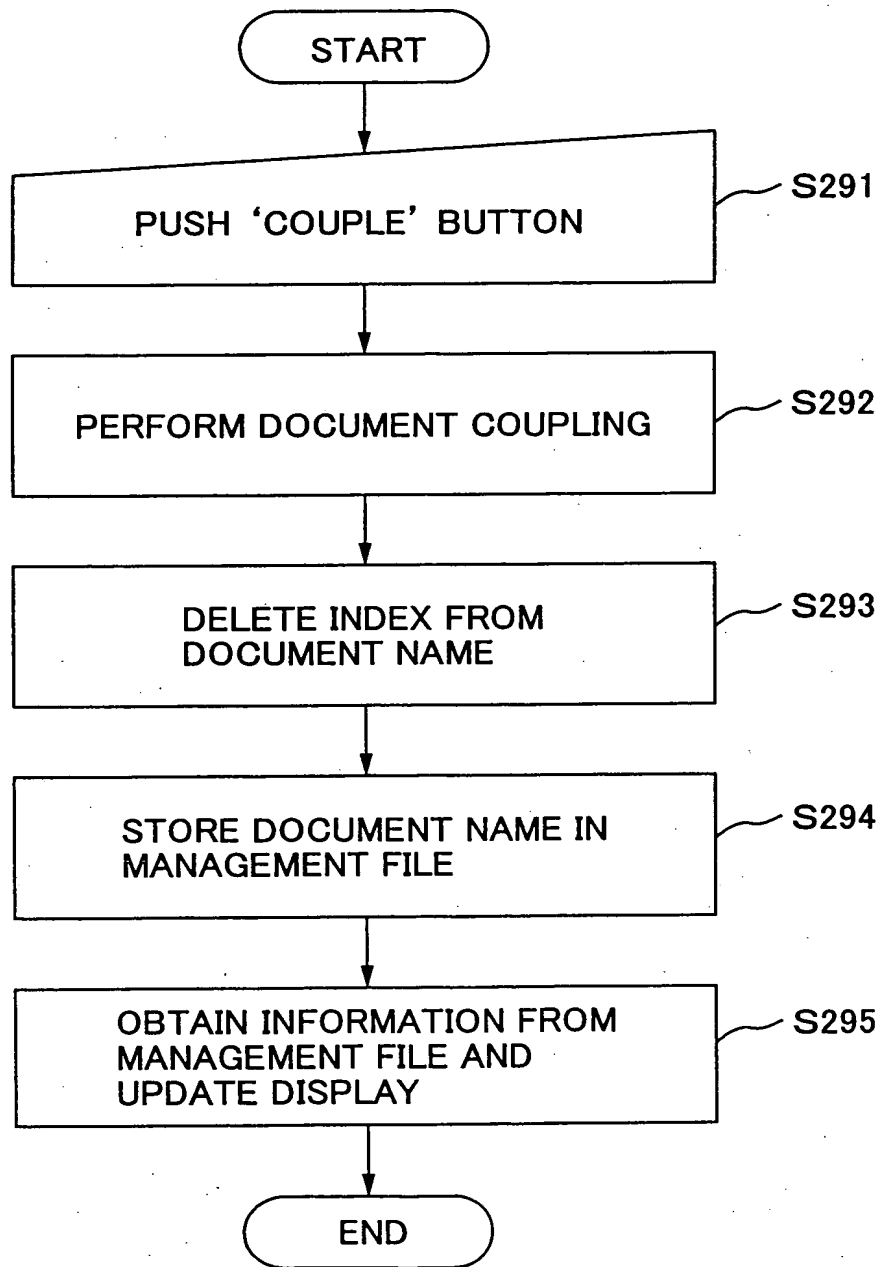 START
PUSH ‘COUPLE’ BUTTON
S291
PERFORM DOCUMENT COUPLING
S292
DELETE INDEX FROM
DOCUMENT NAME
S293
STORE DOCUMENT NAME IN
MANAGEMENT FILE
S294
OBTAIN INFORMATION FROM
MANAGEMENT FILE AND
UPDATE DISPLAY
S295
END